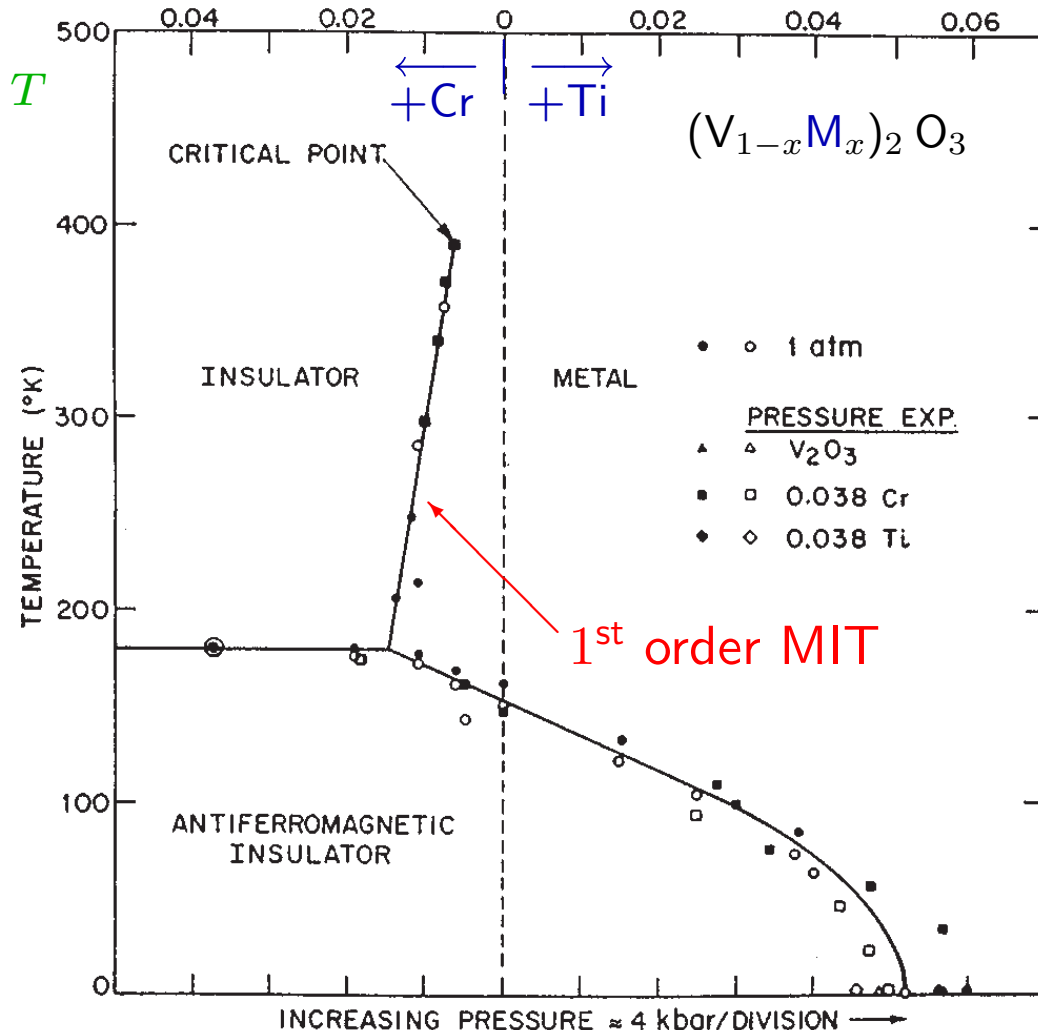 0.04 0.02 0 0.02 0.04 0.06
500
T
+Cr +Ti
(V1−xMx)2 O3
CRITICAL POINT
400
INSULATOR METAL
1 atm
300
PRESSURE EXP.
V2O3
0.038 Cr
0.038 Ti
TEMPERATURE (°K)
200
1st order MIT
100
ANTIFERROMAGNETIC
INSULATOR
0
INCREASING PRESSURE ≈ 4 kbar/DIVISION